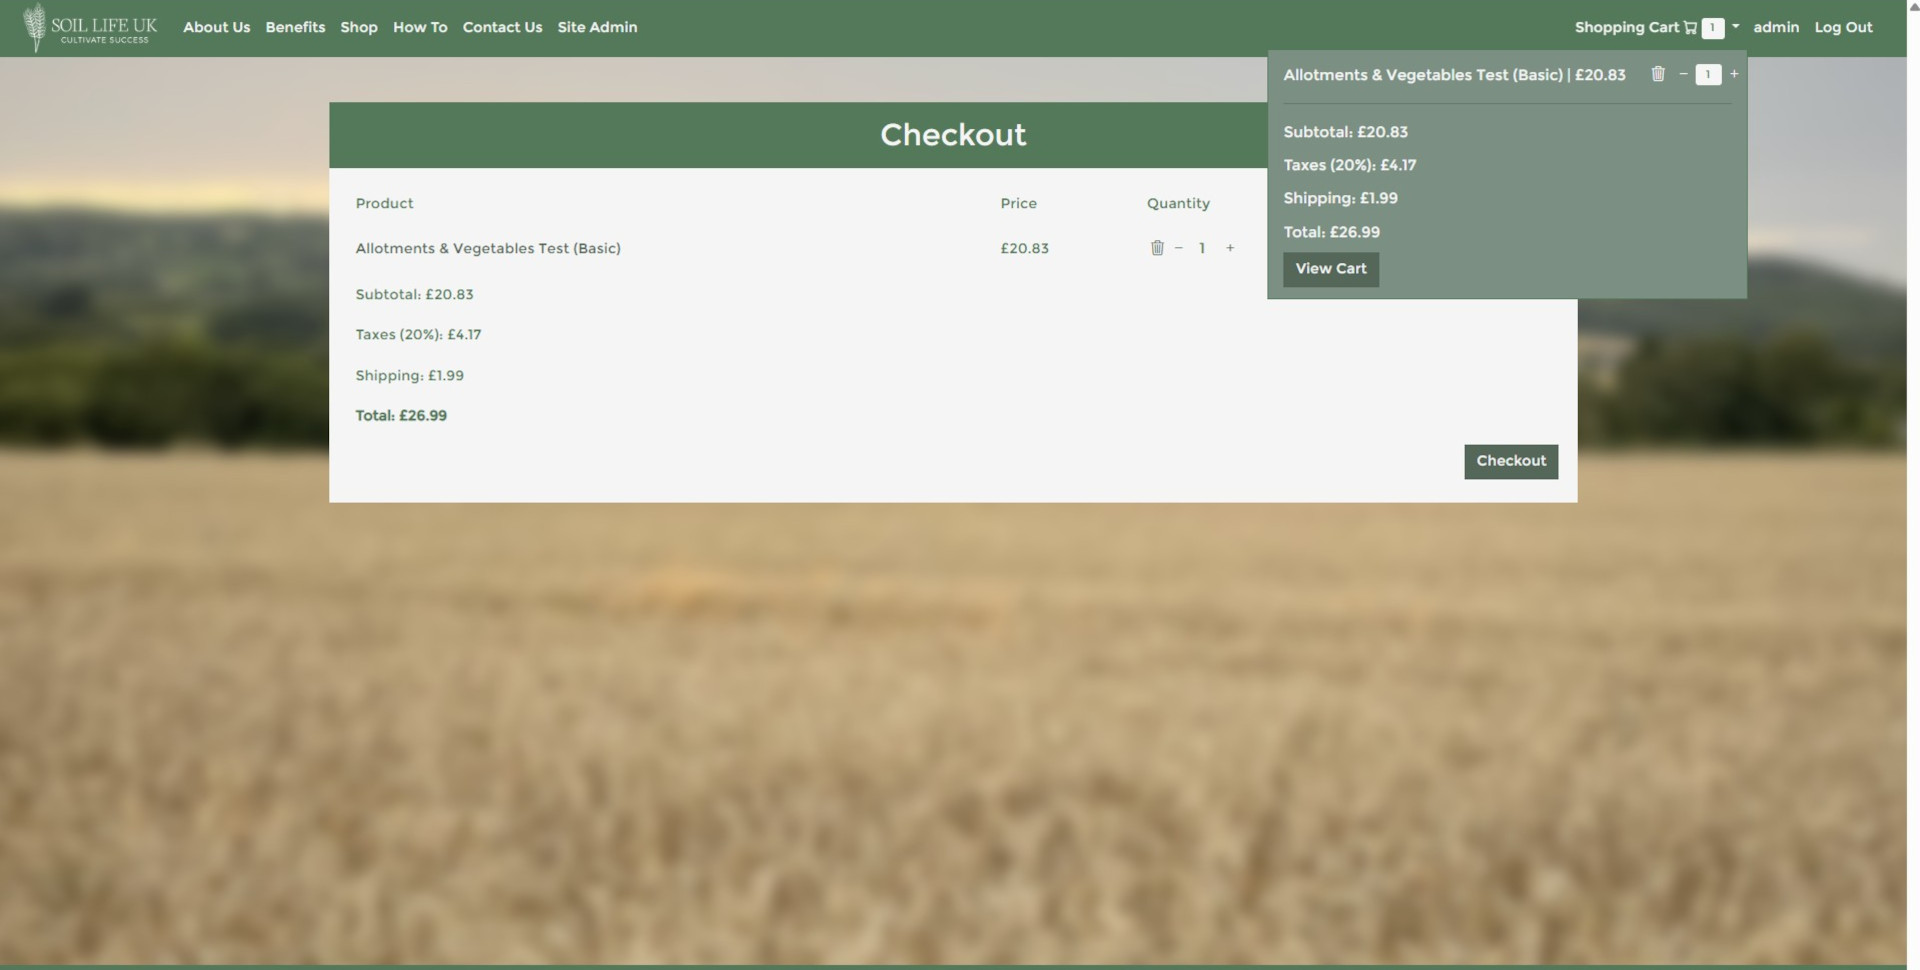 SOIL LIFE UK
CULTIVATE SUCCESS
About Us Benefits Shop How To Contact Us Site Admin
Shopping Cart 1 admin Log Out
Allotments & Vegetables Test (Basic) | £20.83 − 1 +
Subtotal: £20.83
Taxes (20%): £4.17
Shipping: £1.99
Total: £26.99
View Cart
Checkout
Product Price Quantity
Allotments & Vegetables Test (Basic) £20.83 − 1 +
Subtotal: £20.83
Taxes (20%): £4.17
Shipping: £1.99
Total: £26.99
Checkout